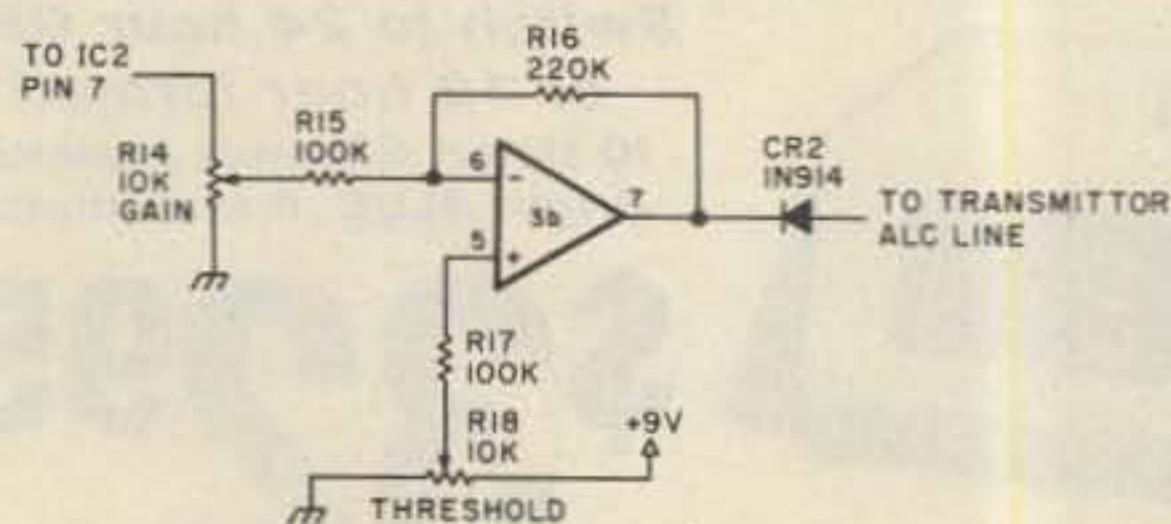 TO IC2
PIN 7
R14
10K
GAIN
R15
100K
R16
220K
6
-
3b
5
+
7
CR2
IN914
TO TRANSMITTOR
ALC LINE
R17
100K
R18
10K
+9V
THRESHOLD